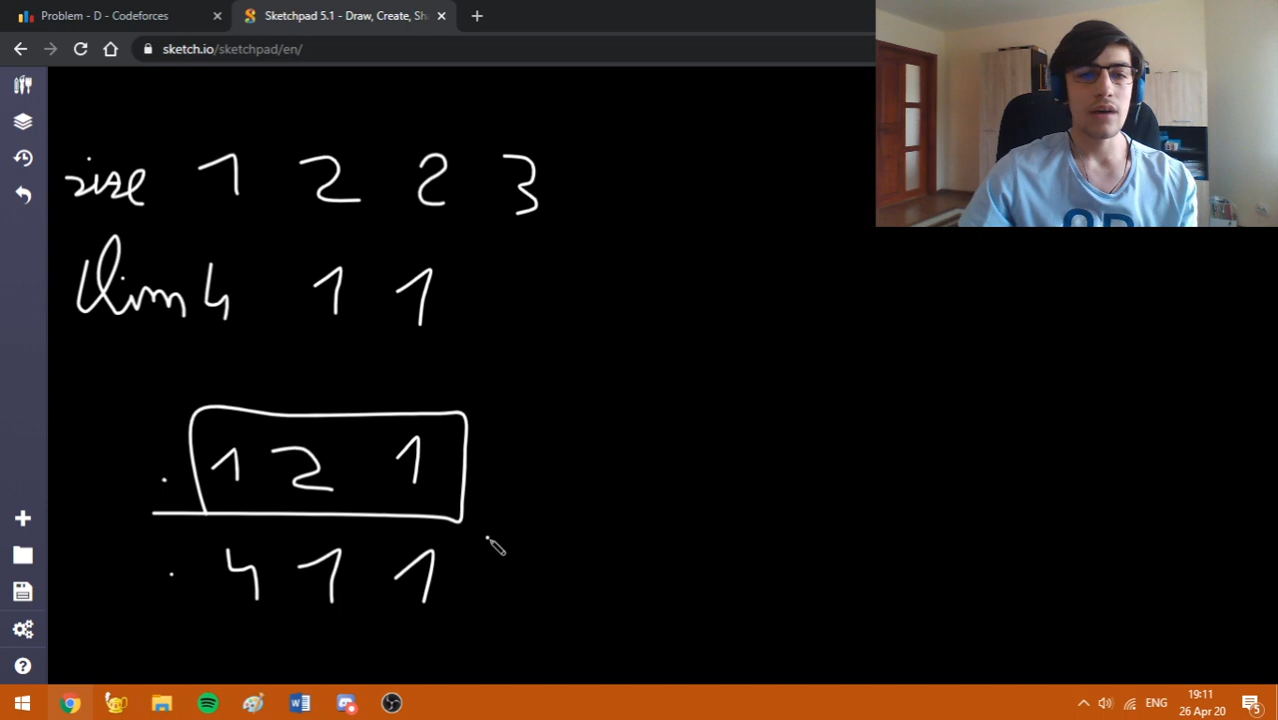 Problem - D - Codeforces
Sketchpad 5.1 - Draw, Create, Sh
sketch.io/sketchpad/en/
size 1 2 2 3
lim 4 1 1
. 1 2 1
. 4 1 1
ENG
19:11
26 Apr 20
5